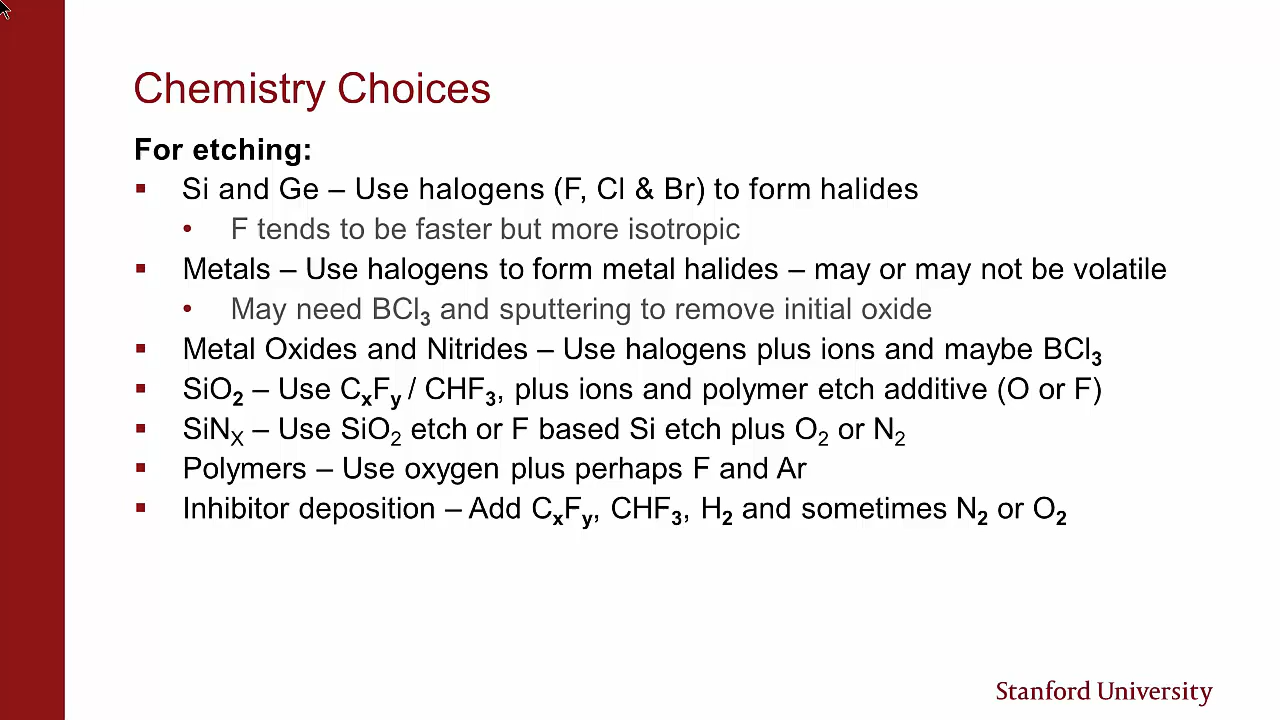 Chemistry Choices
For etching:
▪ Si and Ge – Use halogens (F, Cl & Br) to form halides
• F tends to be faster but more isotropic
▪ Metals – Use halogens to form metal halides – may or may not be volatile
• May need BCl₃ and sputtering to remove initial oxide
▪ Metal Oxides and Nitrides – Use halogens plus ions and maybe BCl₃
▪ SiO₂ – Use CₓFᵧ / CHF₃, plus ions and polymer etch additive (O or F)
▪ SiNX – Use SiO₂ etch or F based Si etch plus O₂ or N₂
▪ Polymers – Use oxygen plus perhaps F and Ar
▪ Inhibitor deposition – Add CₓFᵧ, CHF₃, H₂ and sometimes N₂ or O₂
Stanford University